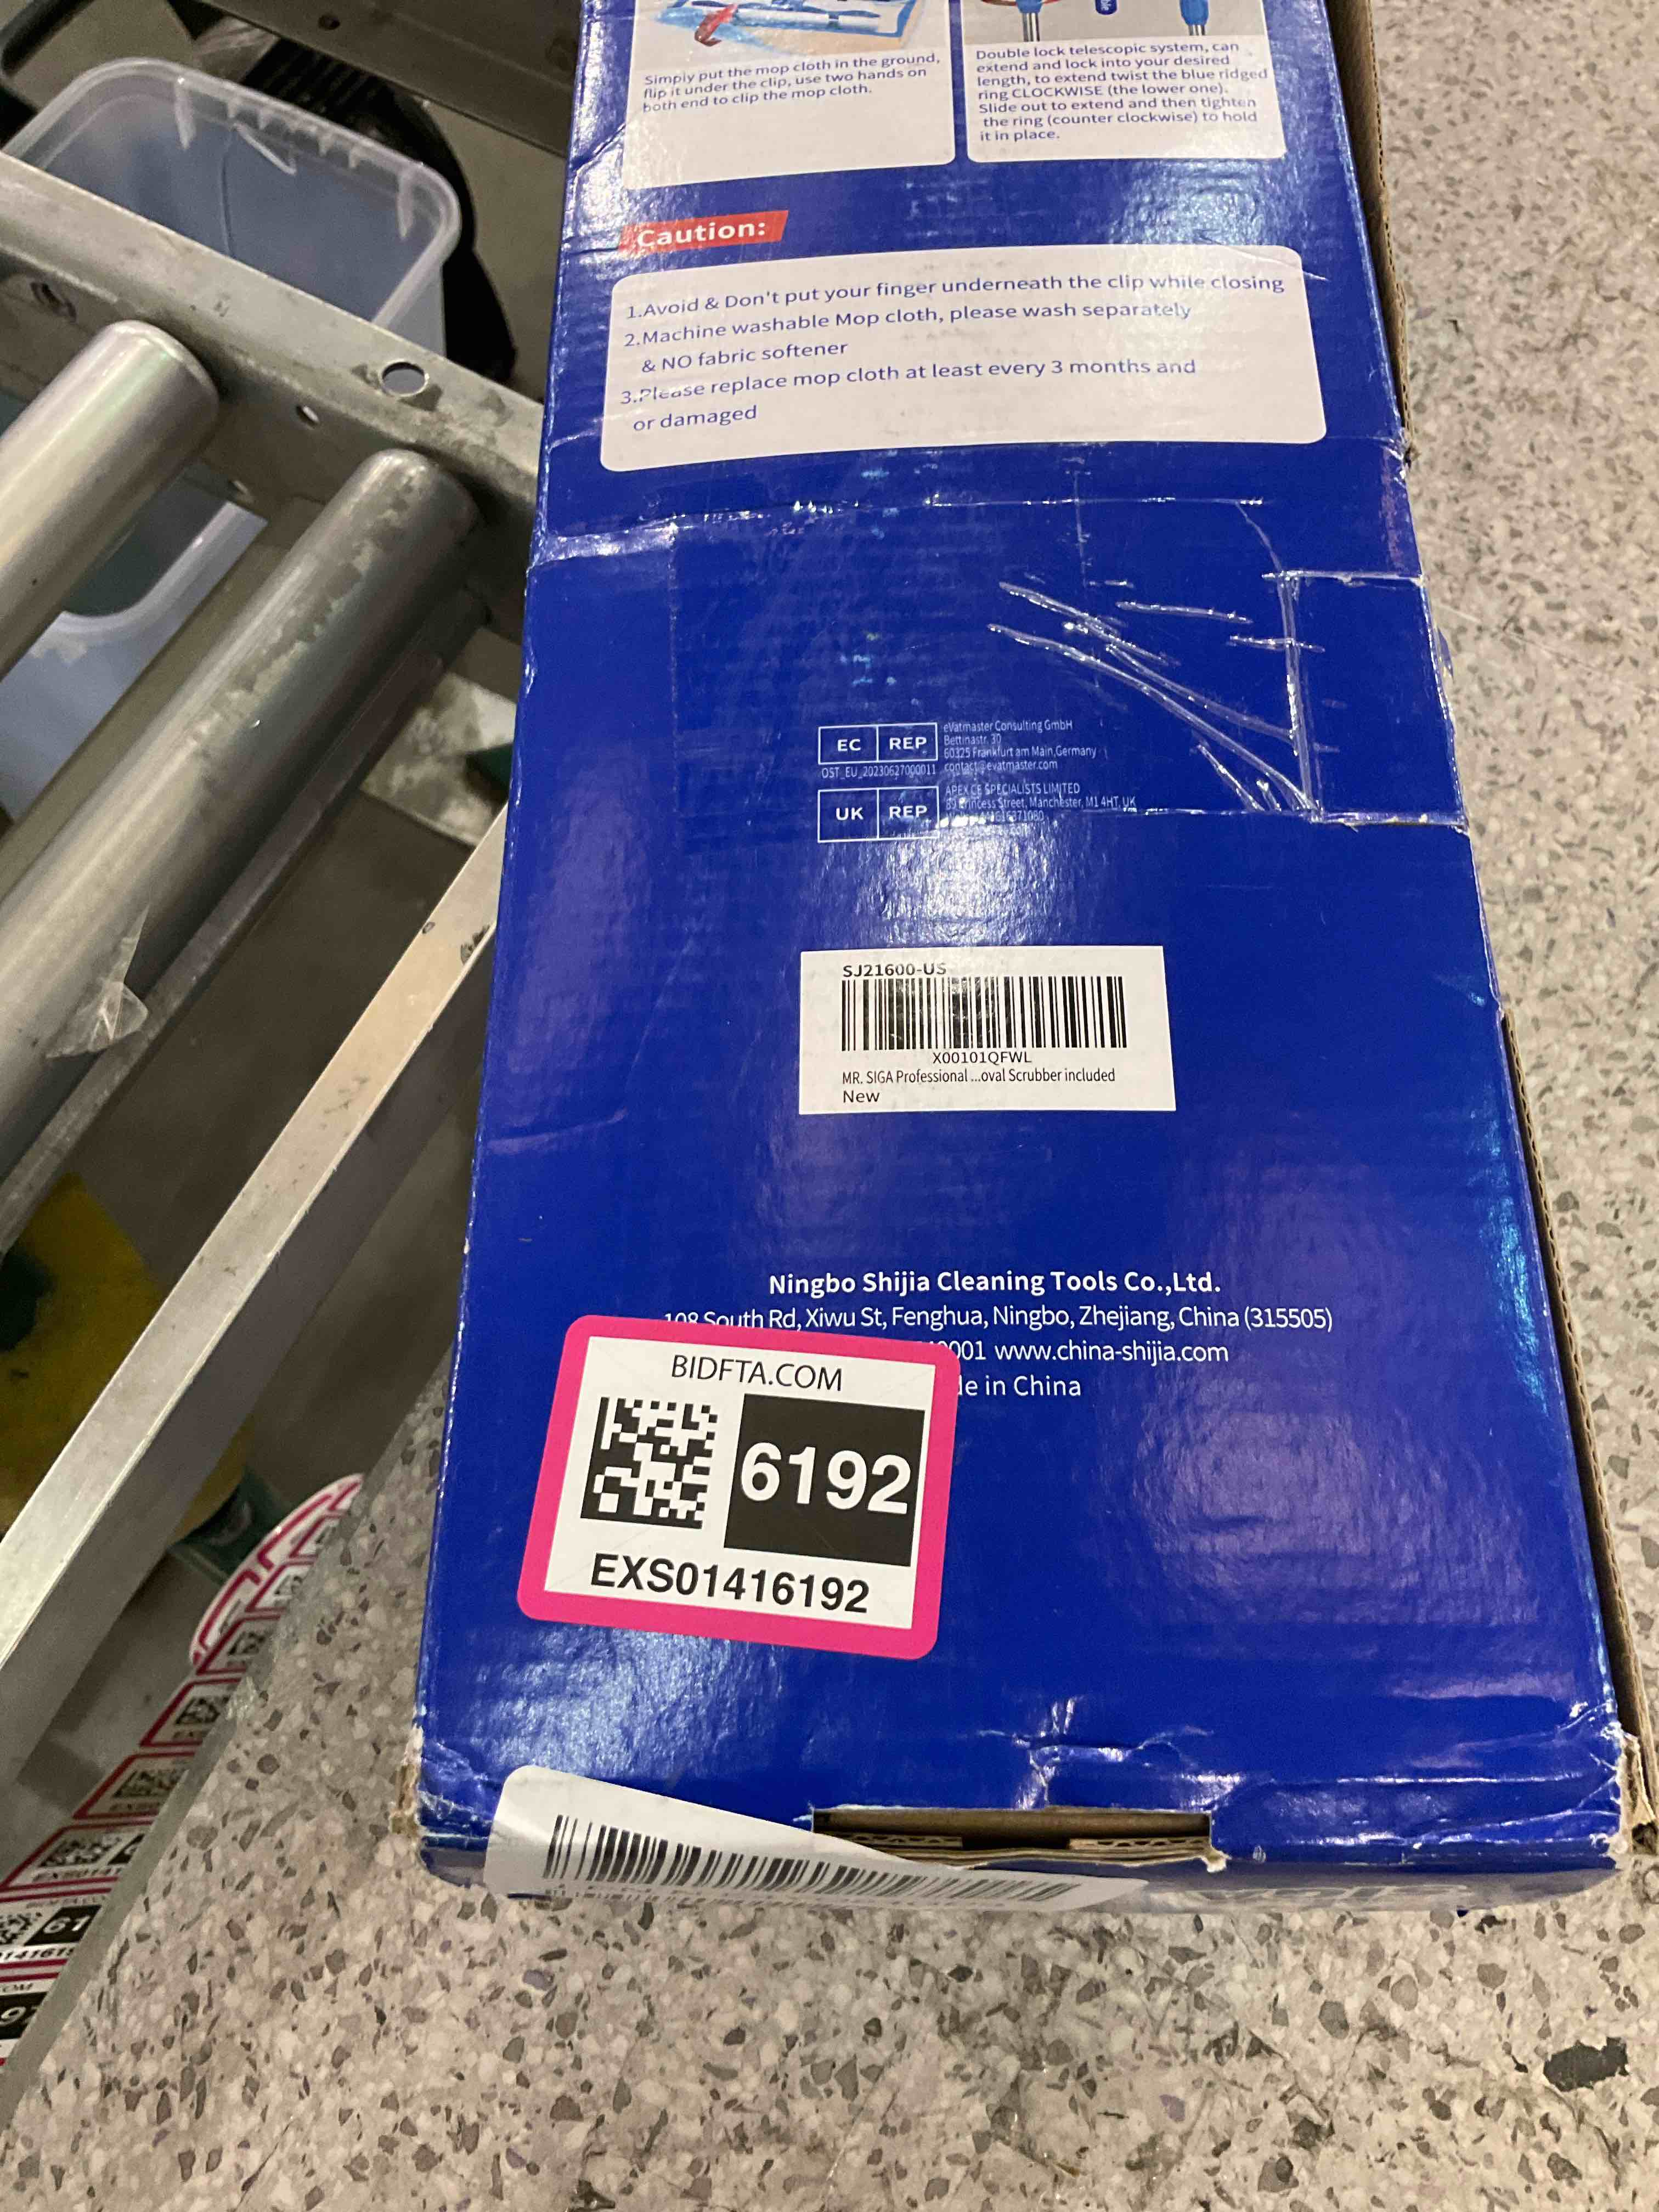 Simply put the mop cloth in the ground,
flip it under the clip, use two hands on
both end to clip the mop cloth.
Double lock telescopic system, can
extend and lock into your desired
length, to extend twist the blue ridged
ring CLOCKWISE (the lower one).
Slide out to extend and then tighten
the ring (counter clockwise) to hold
it in place.
Caution:
1.Avoid & Don't put your finger underneath the clip while closing
2.Machine washable Mop cloth, please wash separately
& NO fabric softener
3.Please replace mop cloth at least every 3 months and
or damaged
EC REP
eVatmaster Consulting GmbH
Bettinastr. 30
60325 Frankfurt am Main,Germany
contact@evatmaster.com
OST_EU_20230627000011
UK REP
APEX CE SPECIALISTS LIMITED
Princess Street, Manchester, M1 4HT, UK
SJ21600-US
X00101QFWL
MR. SIGA Professional ...oval Scrubber included
New
Ningbo Shijia Cleaning Tools Co.,Ltd.
108 South Rd, Xiwu St, Fenghua, Ningbo, Zhejiang, China (315505)
001 www.china-shijia.com
de in China
BIDFTA.COM
6192
EXS01416192